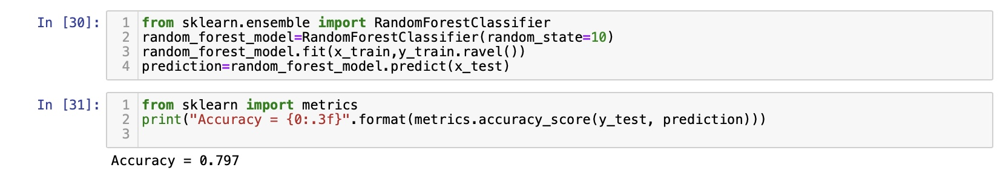 In [30]:
1 from sklearn.ensemble import RandomForestClassifier
2 random_forest_model=RandomForestClassifier(random_state=10)
3 random_forest_model.fit(x_train,y_train.ravel())
4 prediction=random_forest_model.predict(x_test)
In [31]:
1 from sklearn import metrics
2 print("Accuracy = {0:.3f}".format(metrics.accuracy_score(y_test, prediction)))
3
Accuracy = 0.797